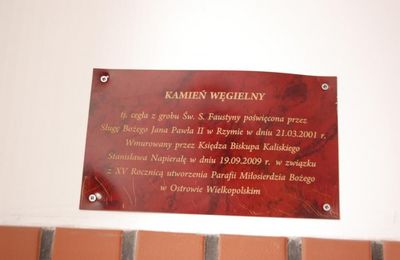 KAMIEŃ WĘGIELNY
tj. cegła z grobu Św. S. Faustyny poświęcona przez
Sługę Bożego Jana Pawła II w Rzymie w dniu 21.03.2001 r.
Wmurowany przez Księdza Biskupa Kaliskiego
Stanisława Napierałę w dniu 19.09.2009 r. w związku
z XV Rocznicą utworzenia Parafii Miłosierdzia Bożego
w Ostrowie Wielkopolskim